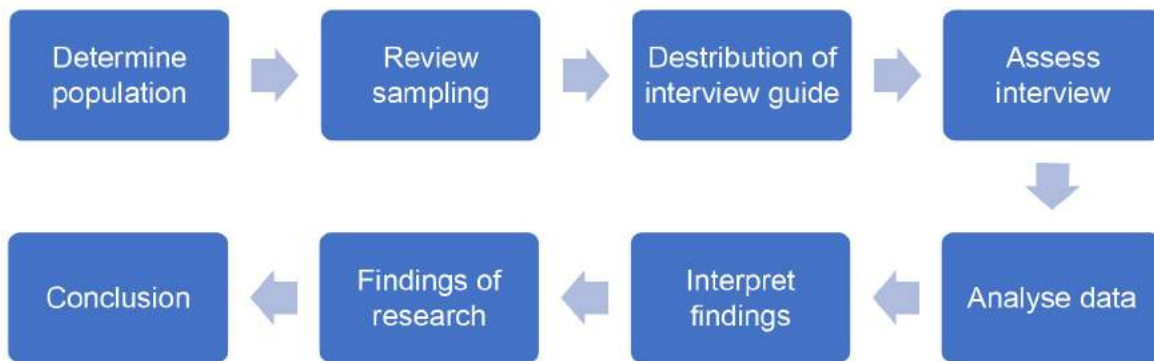 Determine
population
Review
sampling
Destribution of
interview guide
Assess
interview
Analyse data
Interpret
findings
Findings of
research
Conclusion